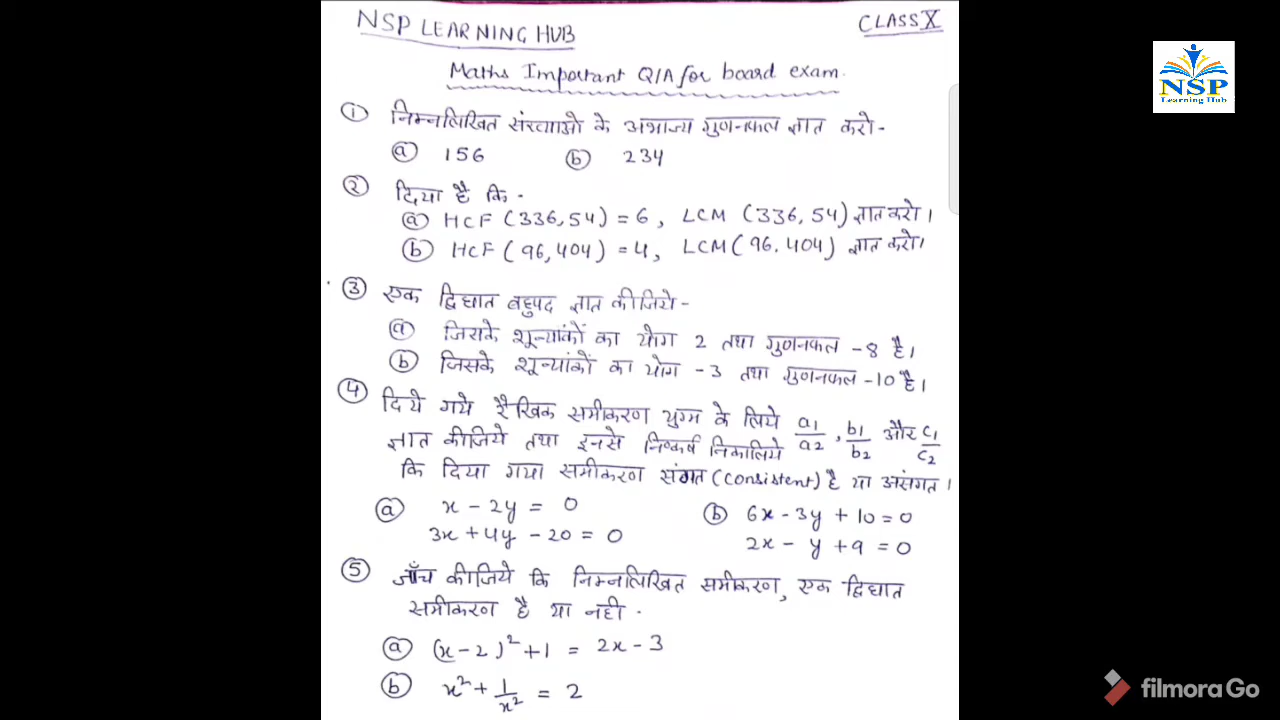 NSP LEARNING HUB
CLASS X
Maths Important Q/A for board exam.
① निम्नलिखित संख्याओं के अभाज्य गुणनफल ज्ञात करो-
ⓐ 156 ⓑ 234
② दिया है कि -
ⓐ HCF (336,54) = 6, LCM (336,54) ज्ञात करो।
ⓑ HCF (96,404) = 4, LCM (96.404) ज्ञात करो।
③ एक द्विघात बहुपद ज्ञात कीजिये-
ⓐ जिसके शून्यांकों का योग 2 तथा गुणनफल -8 है।
ⓑ जिसके शून्यांकों का योग -3 तथा गुणनफल -10 है।
④ दिये गये रैखिक समीकरण युग्म के लिये a1/a2, b1/b2 और c1/c2
ज्ञात कीजिये तथा इनसे निष्कर्ष निकालिये
कि दिया गया समीकरण संगत (consistent) है या असंगत।
ⓐ x - 2y = 0 ⓑ 6x - 3y + 10 = 0
3x + 4y - 20 = 0 2x - y + 9 = 0
⑤ जाँच कीजिये कि निम्नलिखित समीकरण, एक द्विघात
समीकरण है या नही -
ⓐ (x-2)² + 1 = 2x - 3
ⓑ x² + 1/x² = 2
NSP
Learning Hub
filmora Go